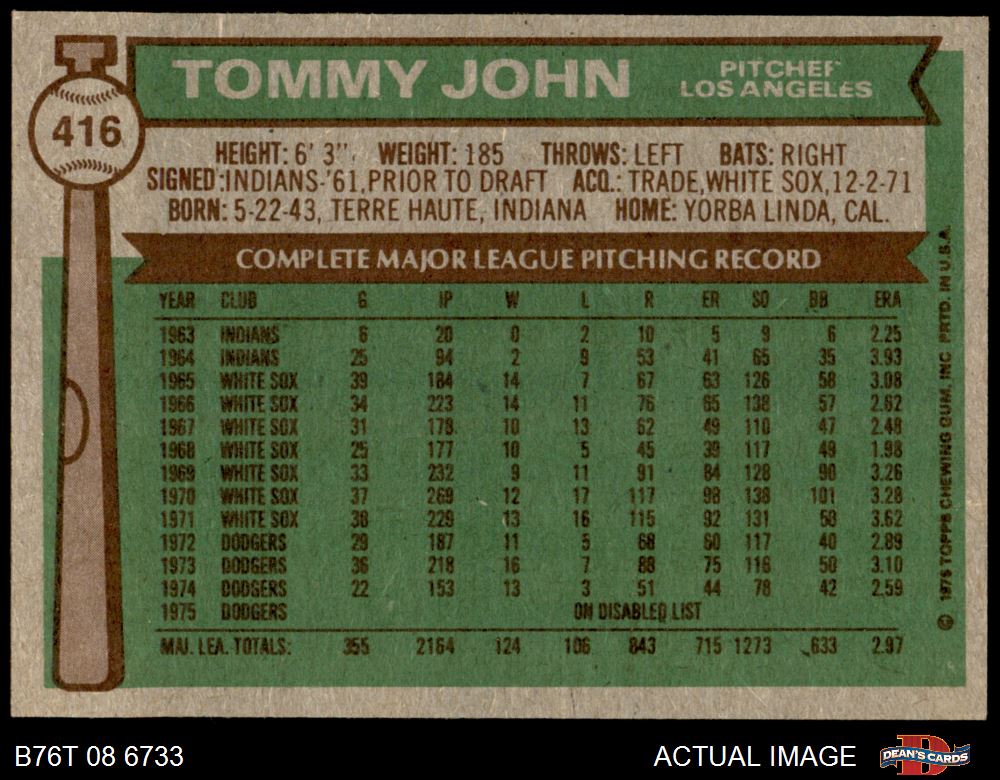 TOMMY JOHN
PITCHER
LOS ANGELES
416
HEIGHT: 6' 3" WEIGHT: 185 THROWS: LEFT BATS: RIGHT
SIGNED: INDIANS-'61, PRIOR TO DRAFT ACQ.: TRADE, WHITE SOX, 12-2-71
BORN: 5-22-43, TERRE HAUTE, INDIANA HOME: YORBA LINDA, CAL.
COMPLETE MAJOR LEAGUE PITCHING RECORD
YEAR CLUB G IP W L R ER SO BB ERA
1963 INDIANS 6 20 0 2 10 5 9 6 2.25
1964 INDIANS 25 94 2 9 53 41 65 35 3.93
1965 WHITE SOX 39 184 14 7 67 63 126 58 3.08
1966 WHITE SOX 34 223 14 11 76 65 138 57 2.62
1967 WHITE SOX 31 178 10 13 62 49 110 47 2.48
1968 WHITE SOX 25 177 10 5 45 39 117 49 1.98
1969 WHITE SOX 33 232 9 11 91 84 128 90 3.26
1970 WHITE SOX 37 269 12 17 117 98 138 101 3.28
1971 WHITE SOX 38 229 13 16 115 92 131 58 3.62
1972 DODGERS 29 187 11 5 68 60 117 40 2.89
1973 DODGERS 36 218 16 7 88 75 116 50 3.10
1974 DODGERS 22 153 13 3 51 44 78 42 2.59
1975 DODGERS ON DISABLED LIST
MAJ. LEA. TOTALS: 355 2164 124 106 843 715 1273 633 2.97
© 1976 TOPPS CHEWING GUM, INC. PRTD. IN U.S.A.
B76T 08 6733
ACTUAL IMAGE
DEAN'S CARDS